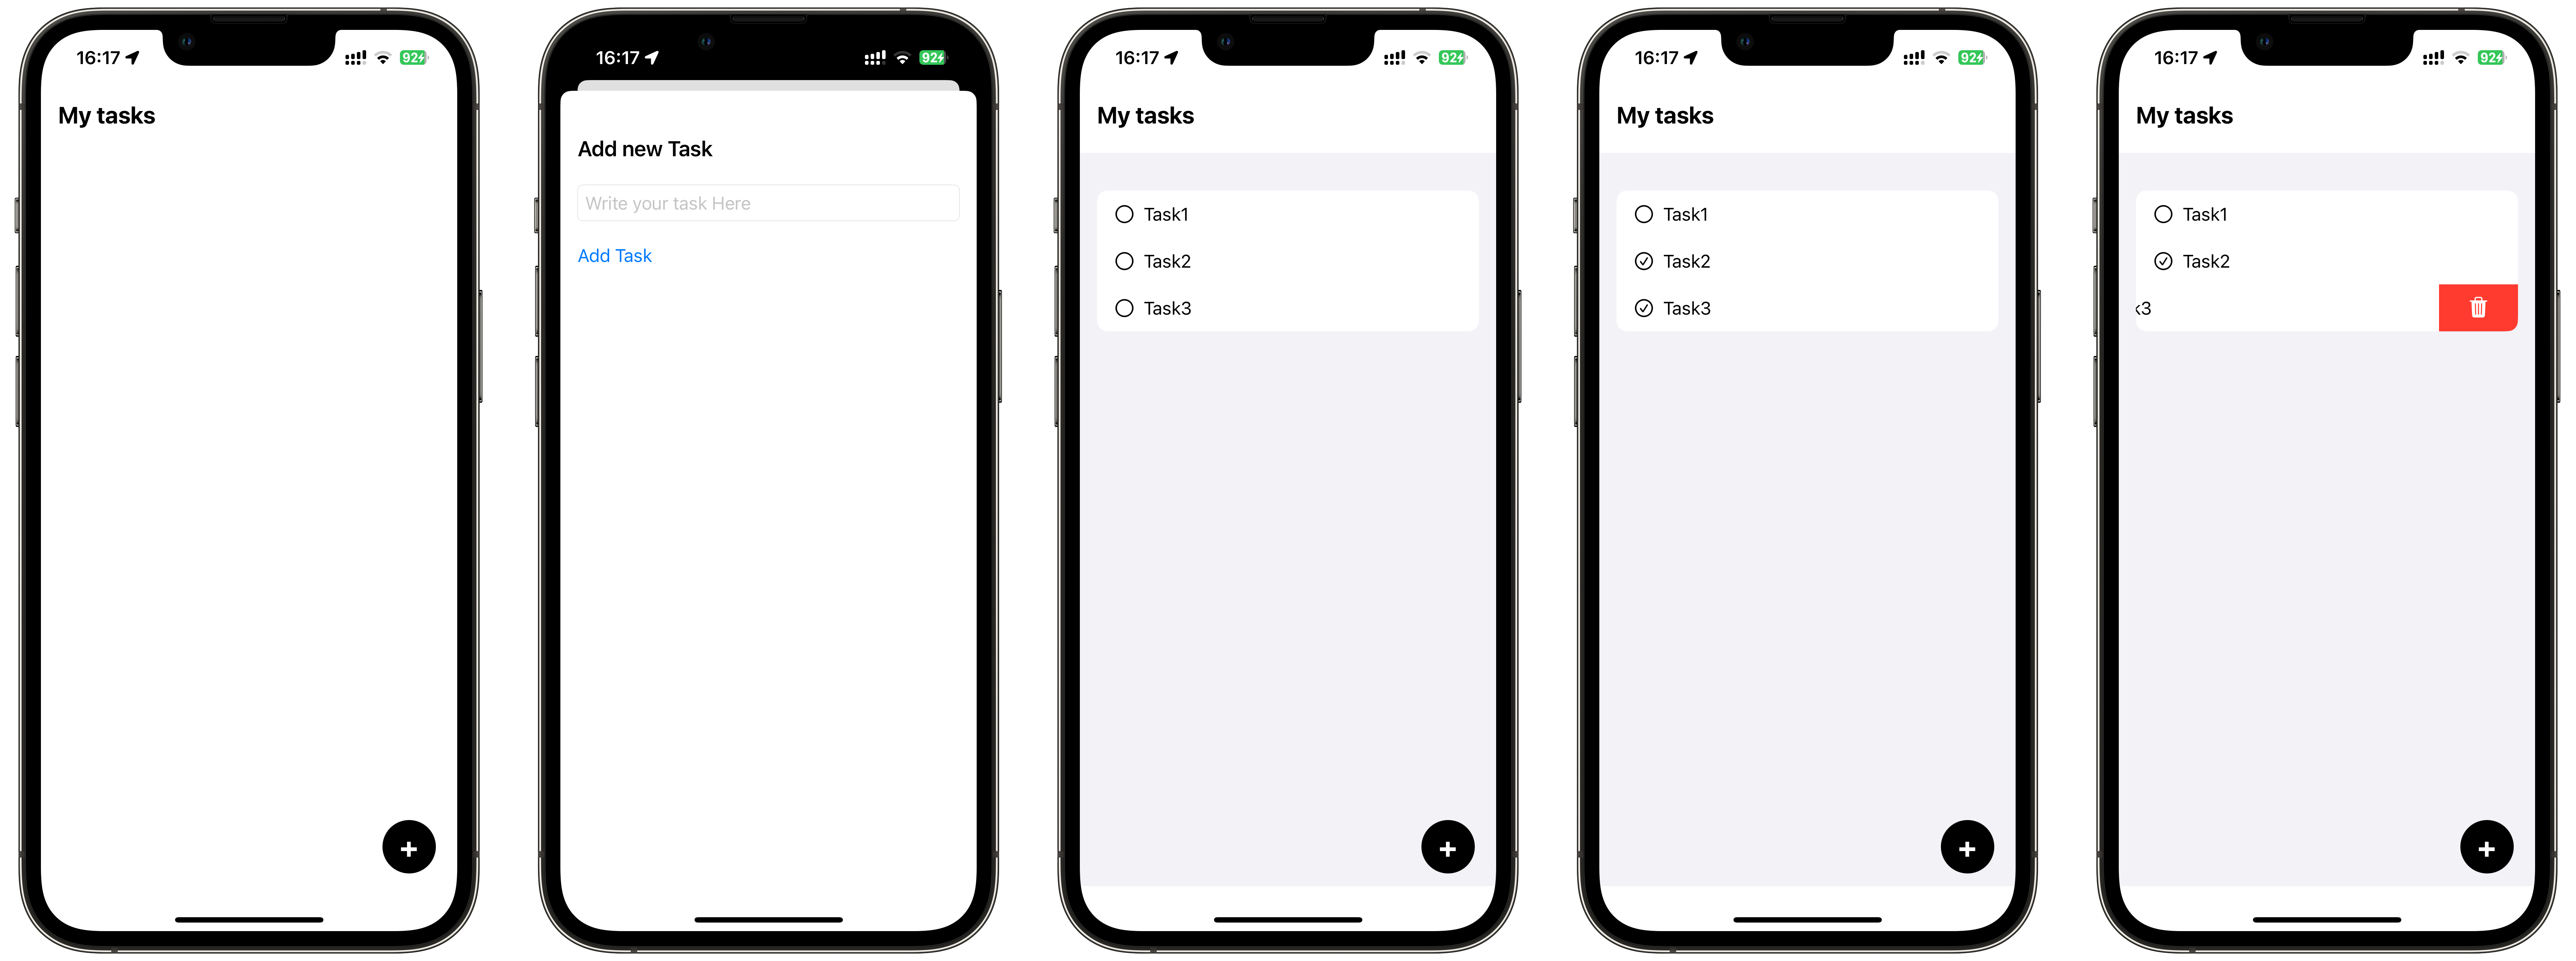 16:17
92
My tasks
+
16:17
92
Add new Task
Write your task Here
Add Task
16:17
92
My tasks
Task1
Task2
Task3
+
16:17
92
My tasks
Task1
Task2
Task3
+
16:17
92
My tasks
Task1
Task2
k3
+